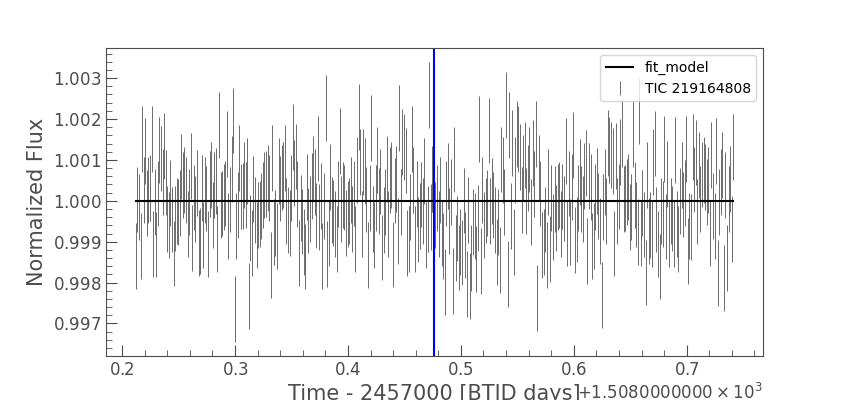 fit_model
TIC 219164808
Normalized Flux
1.003
1.002
1.001
1.000
0.999
0.998
0.997
0.2 0.3 0.4 0.5 0.6 0.7
Time - 2457000 [BTJD days]
+1.5080000000 × 10³